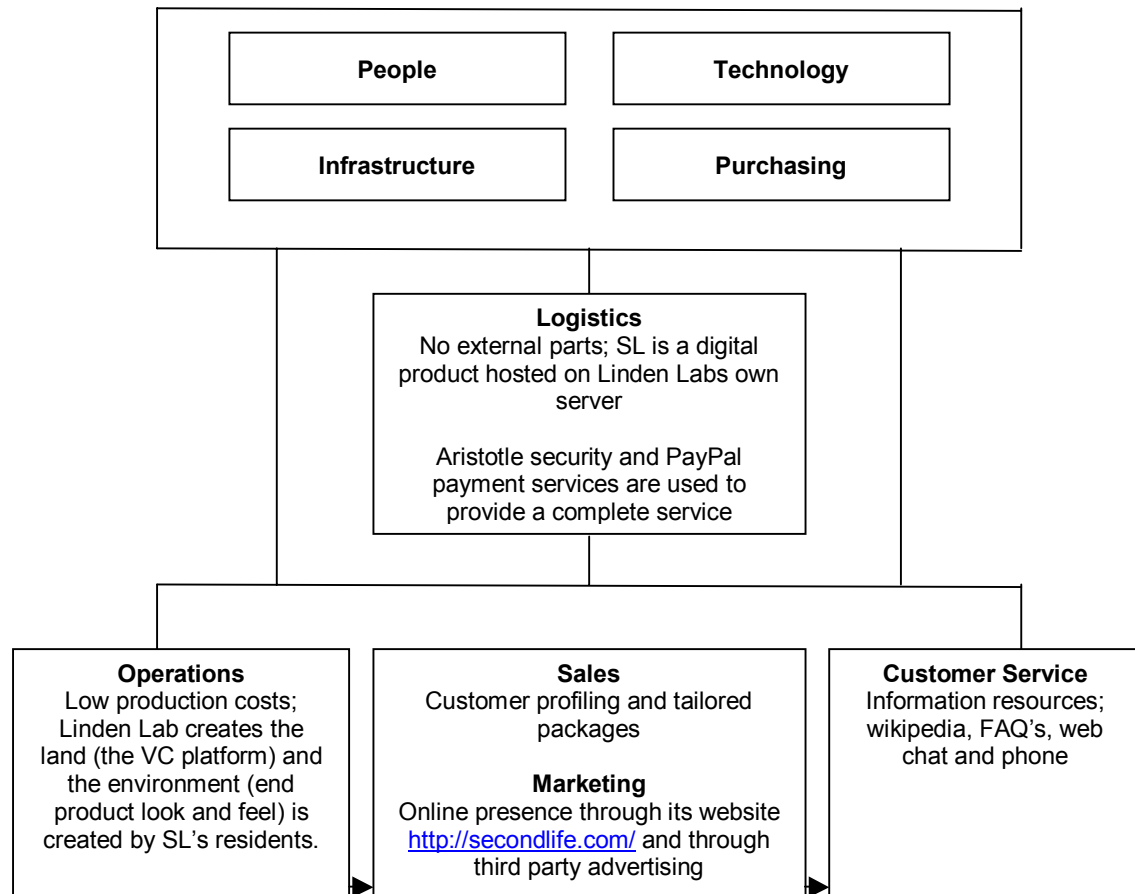 People
Technology
Infrastructure
Purchasing
Logistics
No external parts; SL is a digital
product hosted on Linden Labs own
server
Aristotle security and PayPal
payment services are used to
provide a complete service
Operations
Low production costs;
Linden Lab creates the
land (the VC platform) and
the environment (end
product look and feel) is
created by SL's residents.
Sales
Customer profiling and tailored
packages
Marketing
Online presence through its website
http://secondlife.com/ and through
third party advertising
Customer Service
Information resources;
wikipedia, FAQ's, web
chat and phone